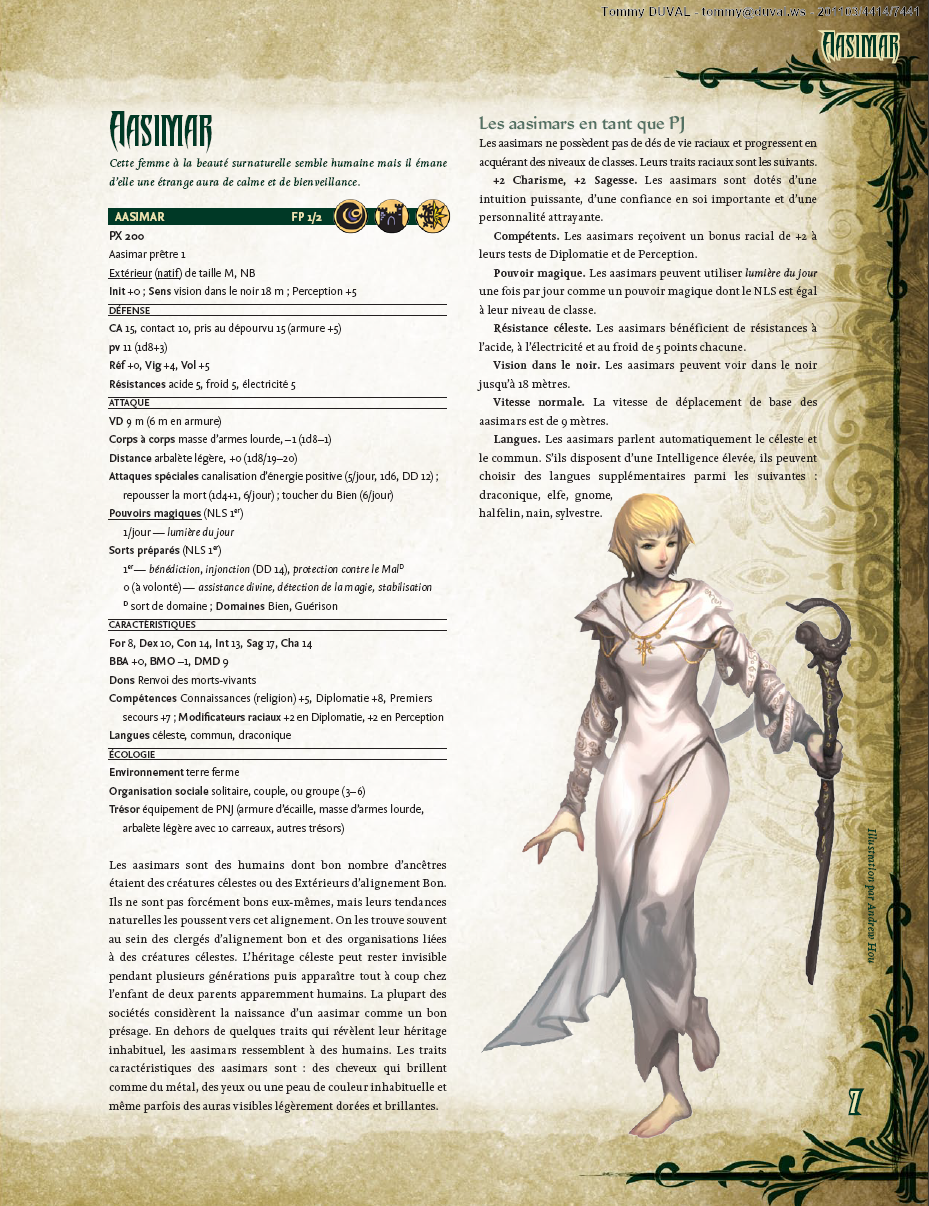 Tommy DUVAL - tommy@duval.ws - 201103/4414/7441
AASIMAR
AASIMAR
Cette femme à la beauté surnaturelle semble humaine mais il émane
d'elle une étrange aura de calme et de bienveillance.
AASIMAR FP 1/2
PX 200
Aasimar prêtre 1
Extérieur (natif) de taille M, NB
Init +0 ; Sens vision dans le noir 18 m ; Perception +5
DÉFENSE
CA 15, contact 10, pris au dépourvu 15 (armure +5)
pv 11 (1d8+3)
Réf +0, Vig +4, Vol +5
Résistances acide 5, froid 5, électricité 5
ATTAQUE
VD 9 m (6 m en armure)
Corps à corps masse d'armes lourde, –1 (1d8–1)
Distance arbalète légère, +0 (1d8/19–20)
Attaques spéciales canalisation d'énergie positive (5/jour, 1d6, DD 12) ;
repousser la mort (1d4+1, 6/jour) ; toucher du Bien (6/jour)
Pouvoirs magiques (NLS 1er)
1/jour — lumière du jour
Sorts préparés (NLS 1er)
1er— bénédiction, injonction (DD 14), protection contre le MalD
0 (à volonté) — assistance divine, détection de la magie, stabilisation
D sort de domaine ; Domaines Bien, Guérison
CARACTÉRISTIQUES
For 8, Dex 10, Con 14, Int 13, Sag 17, Cha 14
BBA +0, BMO –1, DMD 9
Dons Renvoi des morts-vivants
Compétences Connaissances (religion) +5, Diplomatie +8, Premiers
secours +7 ; Modificateurs raciaux +2 en Diplomatie, +2 en Perception
Langues céleste, commun, draconique
ÉCOLOGIE
Environnement terre ferme
Organisation sociale solitaire, couple, ou groupe (3–6)
Trésor équipement de PNJ (armure d'écaille, masse d'armes lourde,
arbalète légère avec 10 carreaux, autres trésors)
Les aasimars sont des humains dont bon nombre d'ancêtres
étaient des créatures célestes ou des Extérieurs d'alignement Bon.
Ils ne sont pas forcément bons eux-mêmes, mais leurs tendances
naturelles les poussent vers cet alignement. On les trouve souvent
au sein des clergés d'alignement bon et des organisations liées
à des créatures célestes. L'héritage céleste peut rester invisible
pendant plusieurs générations puis apparaître tout à coup chez
l'enfant de deux parents apparemment humains. La plupart des
sociétés considèrent la naissance d'un aasimar comme un bon
présage. En dehors de quelques traits qui révèlent leur héritage
inhabituel, les aasimars ressemblent à des humains. Les traits
caractéristiques des aasimars sont : des cheveux qui brillent
comme du métal, des yeux ou une peau de couleur inhabituelle et
même parfois des auras visibles légèrement dorées et brillantes.
Les aasimars en tant que PJ
Les aasimars ne possèdent pas de dés de vie raciaux et progressent en
acquérant des niveaux de classes. Leurs traits raciaux sont les suivants.
+2 Charisme, +2 Sagesse. Les aasimars sont dotés d'une
intuition puissante, d'une confiance en soi importante et d'une
personnalité attrayante.
Compétents. Les aasimars reçoivent un bonus racial de +2 à
leurs tests de Diplomatie et de Perception.
Pouvoir magique. Les aasimars peuvent utiliser lumière du jour
une fois par jour comme un pouvoir magique dont le NLS est égal
à leur niveau de classe.
Résistance céleste. Les aasimars bénéficient de résistances à
l'acide, à l'électricité et au froid de 5 points chacune.
Vision dans le noir. Les aasimars peuvent voir dans le noir
jusqu'à 18 mètres.
Vitesse normale. La vitesse de déplacement de base des
aasimars est de 9 mètres.
Langues. Les aasimars parlent automatiquement le céleste et
le commun. S'ils disposent d'une Intelligence élevée, ils peuvent
choisir des langues supplémentaires parmi les suivantes :
draconique, elfe, gnome,
halfelin, nain, sylvestre.
Illustration par Andrew Hou
7